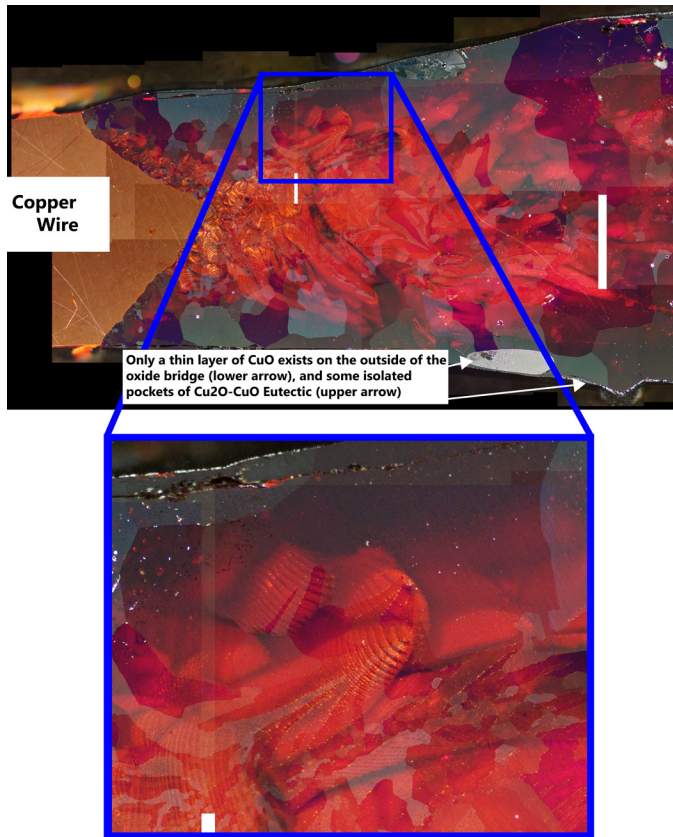 Copper
Wire
Only a thin layer of CuO exists on the outside of the
oxide bridge (lower arrow), and some isolated
pockets of Cu2O-CuO Eutectic (upper arrow)